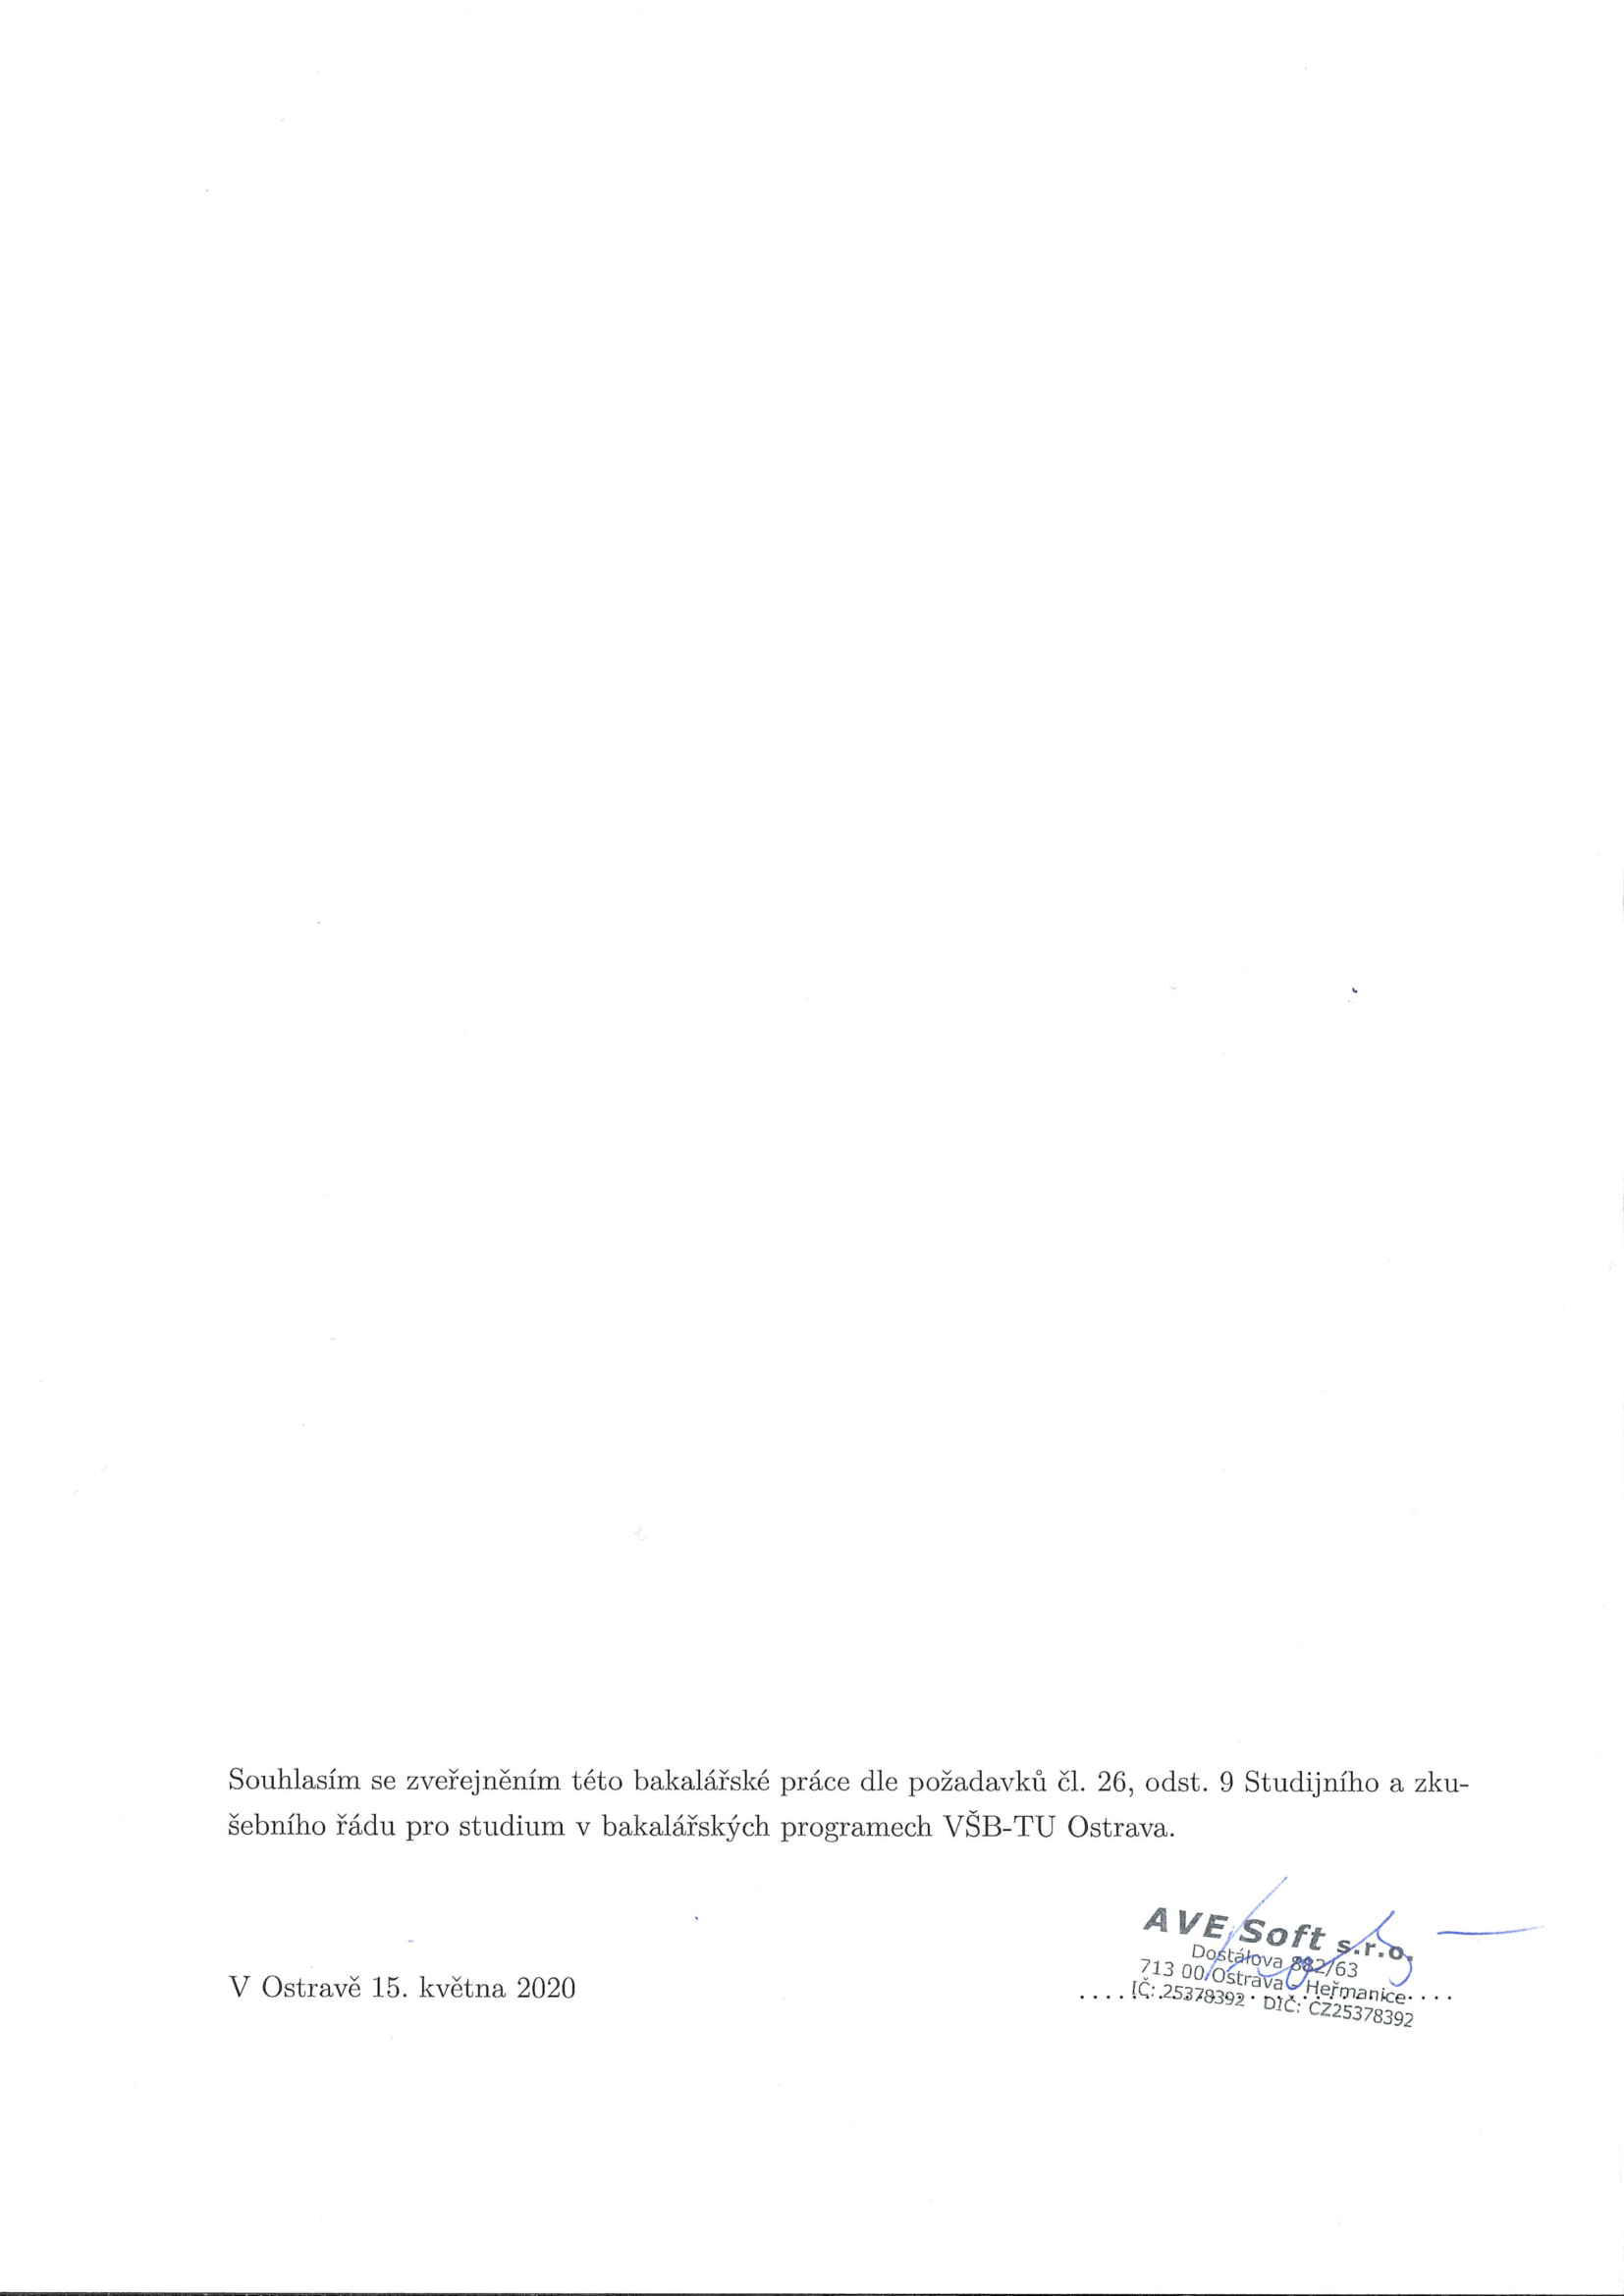 Souhlasím se zveřejněním této bakalářské práce dle požadavků čl. 26, odst. 9 Studijního a zku-
šebního řádu pro studium v bakalářských programech VŠB-TU Ostrava.
AVE Soft s.r.o.
Dostálova 882/63
713 00 Ostrava - Heřmanice
IČ: 25378392 DIČ: CZ25378392
V Ostravě 15. května 2020